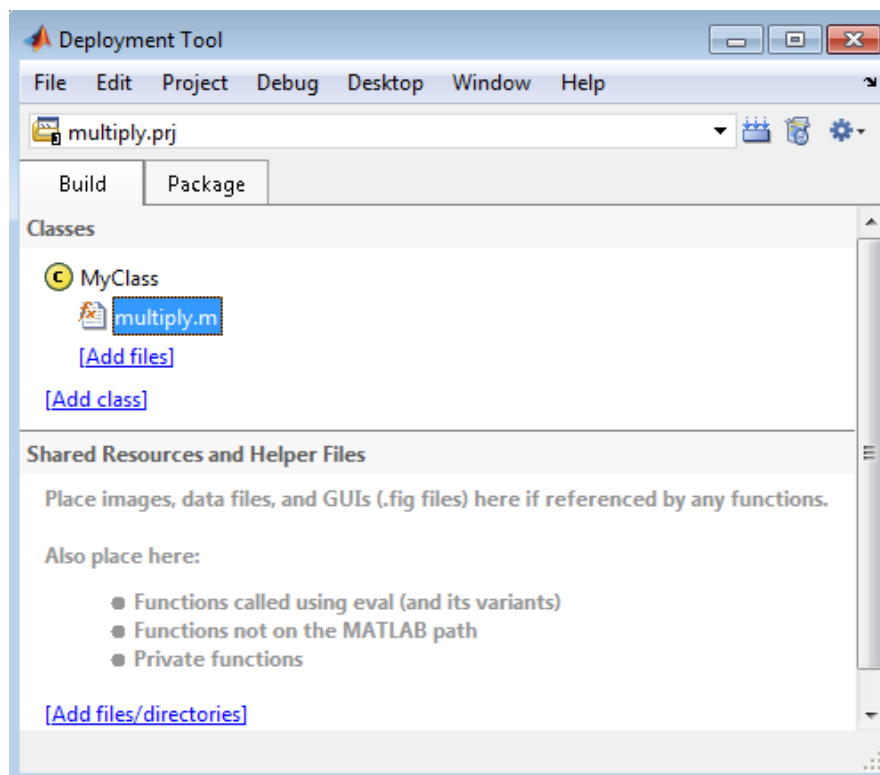 Deployment Tool
File Edit Project Debug Desktop Window Help
multiply.prj
Build Package
Classes
C MyClass
fx multiply.m
[Add files]
[Add class]
Shared Resources and Helper Files
Place images, data files, and GUIs (.fig files) here if referenced by any functions.
Also place here:
Functions called using eval (and its variants)
Functions not on the MATLAB path
Private functions
[Add files/directories]